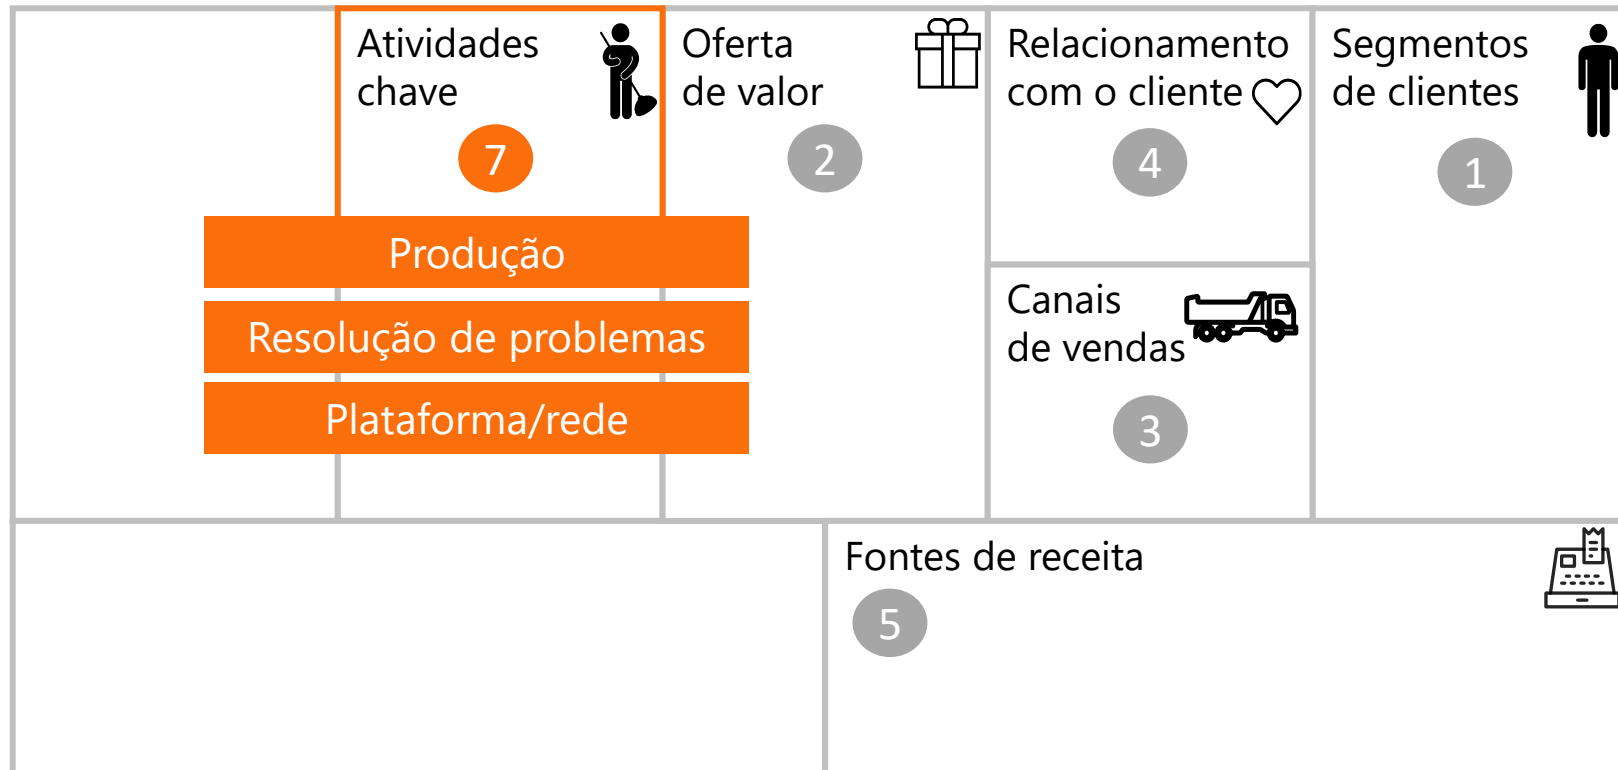 Atividades
chave
7
Produção
Resolução de problemas
Plataforma/rede
Oferta
de valor
2
Relacionamento
com o cliente
4
Canais
de vendas
3
Segmentos
de clientes
1
Fontes de receita
5